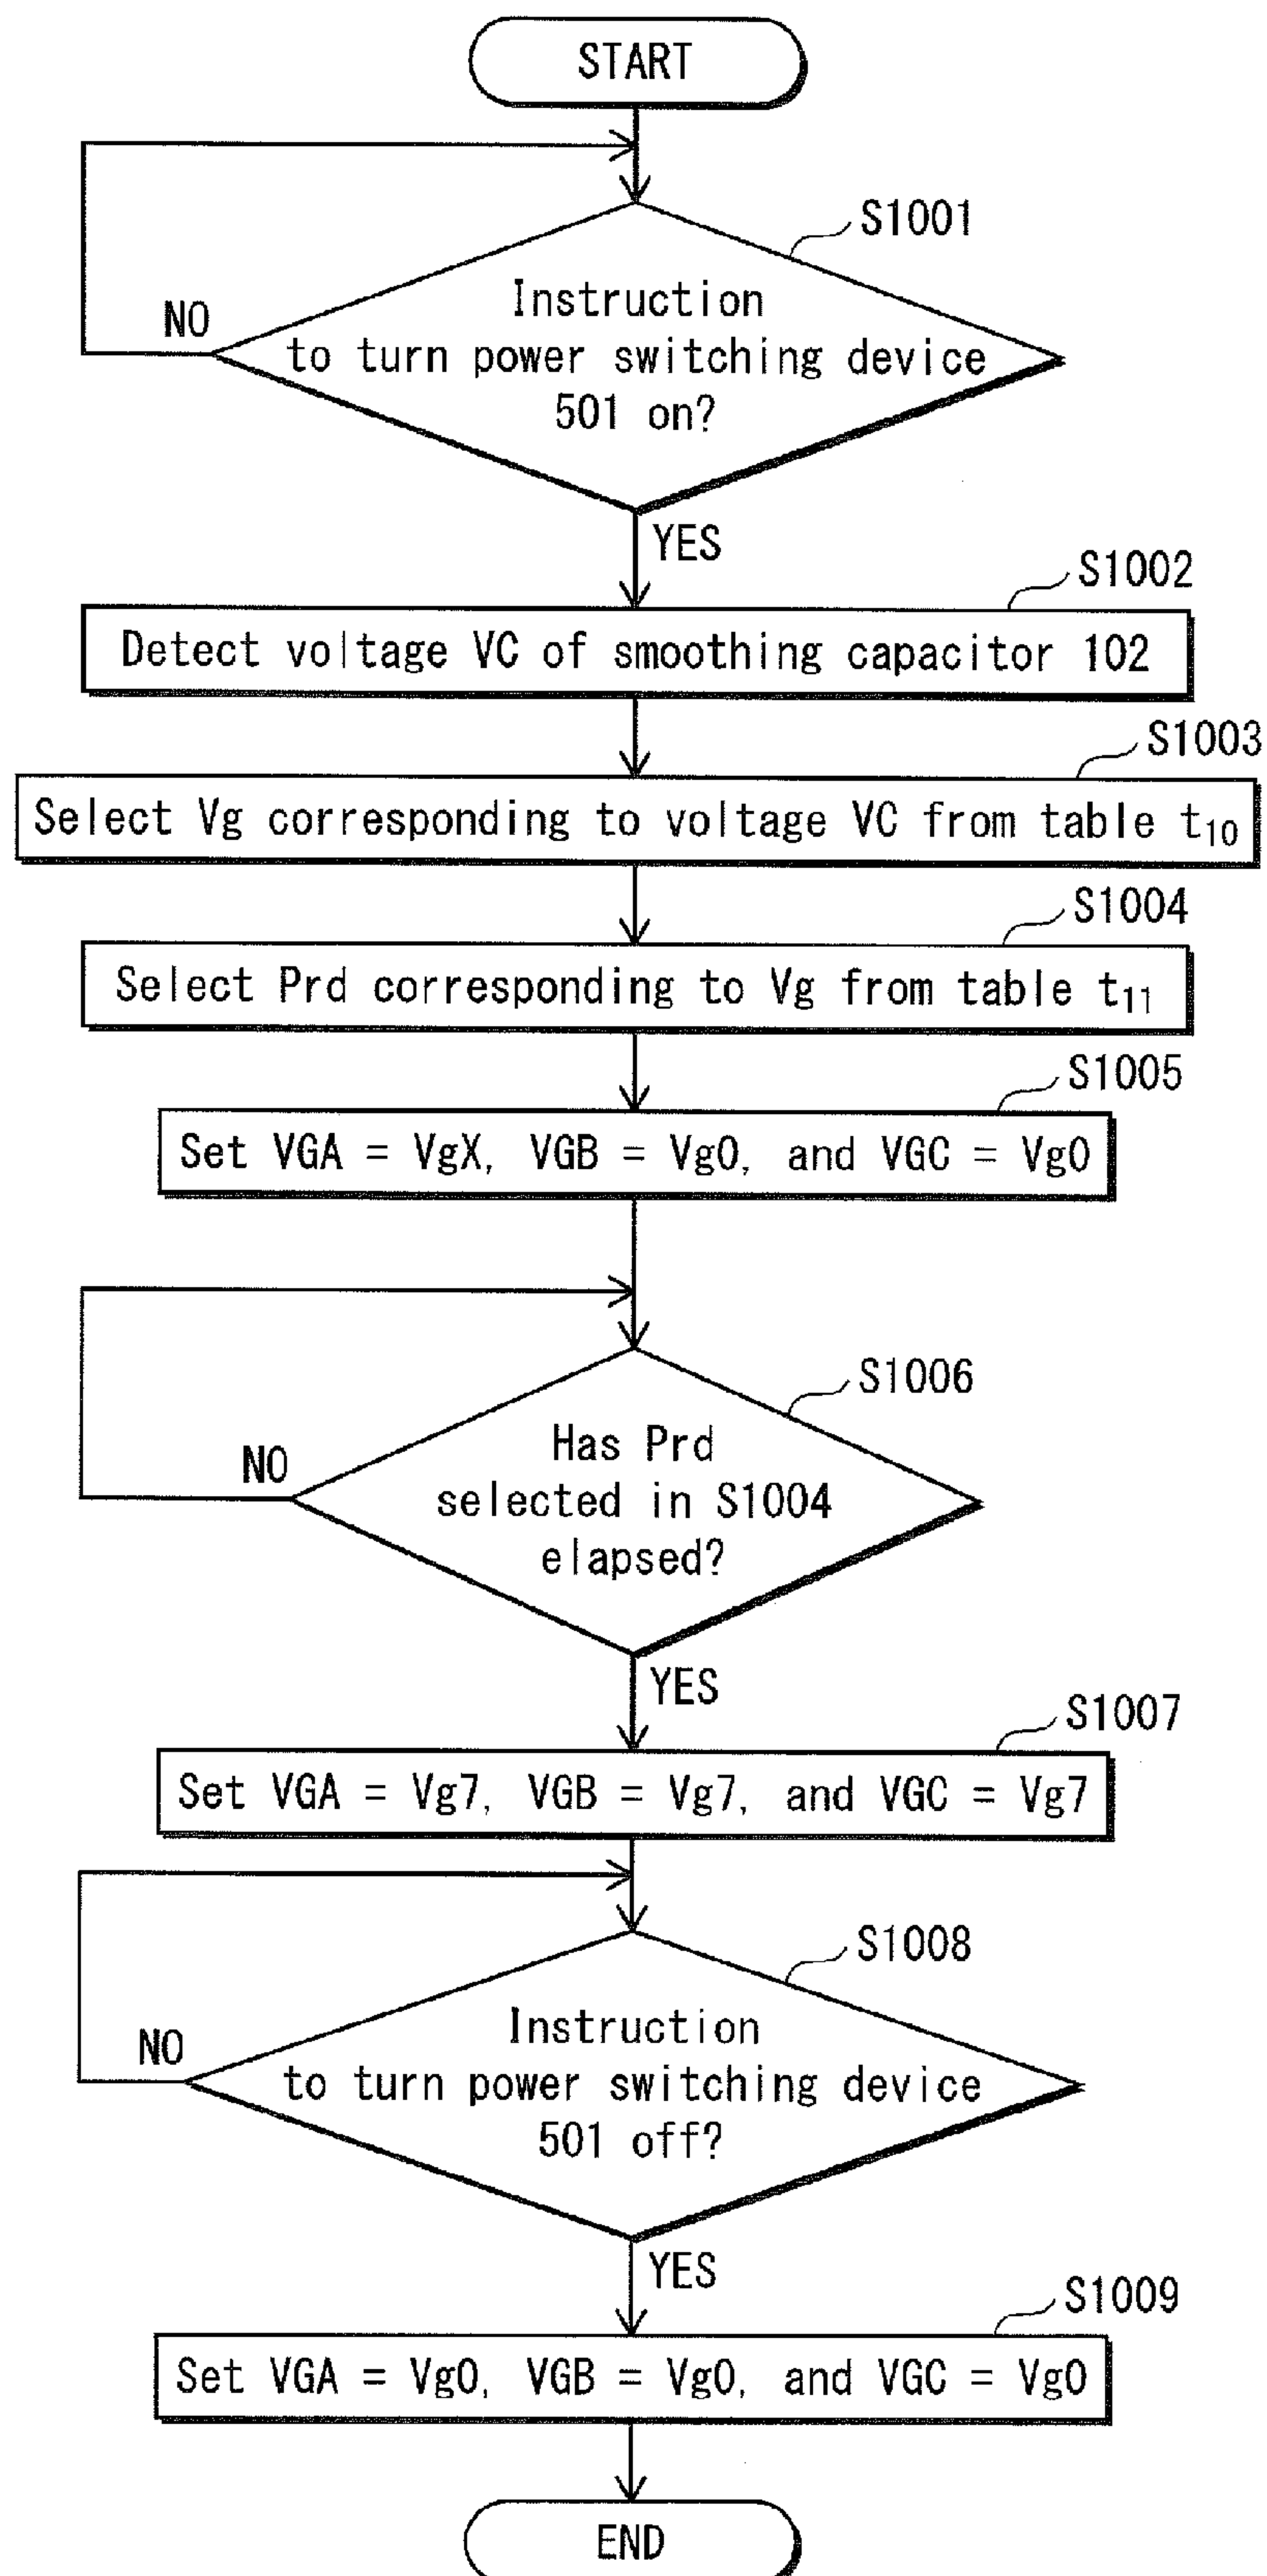 START
S1001
Instruction
to turn power switching device
501 on?
NO
YES
S1002
Detect voltage VC of smoothing capacitor 102
S1003
Select Vg corresponding to voltage VC from table t10
S1004
Select Prd corresponding to Vg from table t11
S1005
Set VGA = VgX, VGB = Vg0, and VGC = Vg0
S1006
Has Prd
selected in S1004
elapsed?
NO
YES
S1007
Set VGA = Vg7, VGB = Vg7, and VGC = Vg7
S1008
Instruction
to turn power switching device
501 off?
NO
YES
S1009
Set VGA = Vg0, VGB = Vg0, and VGC = Vg0
END